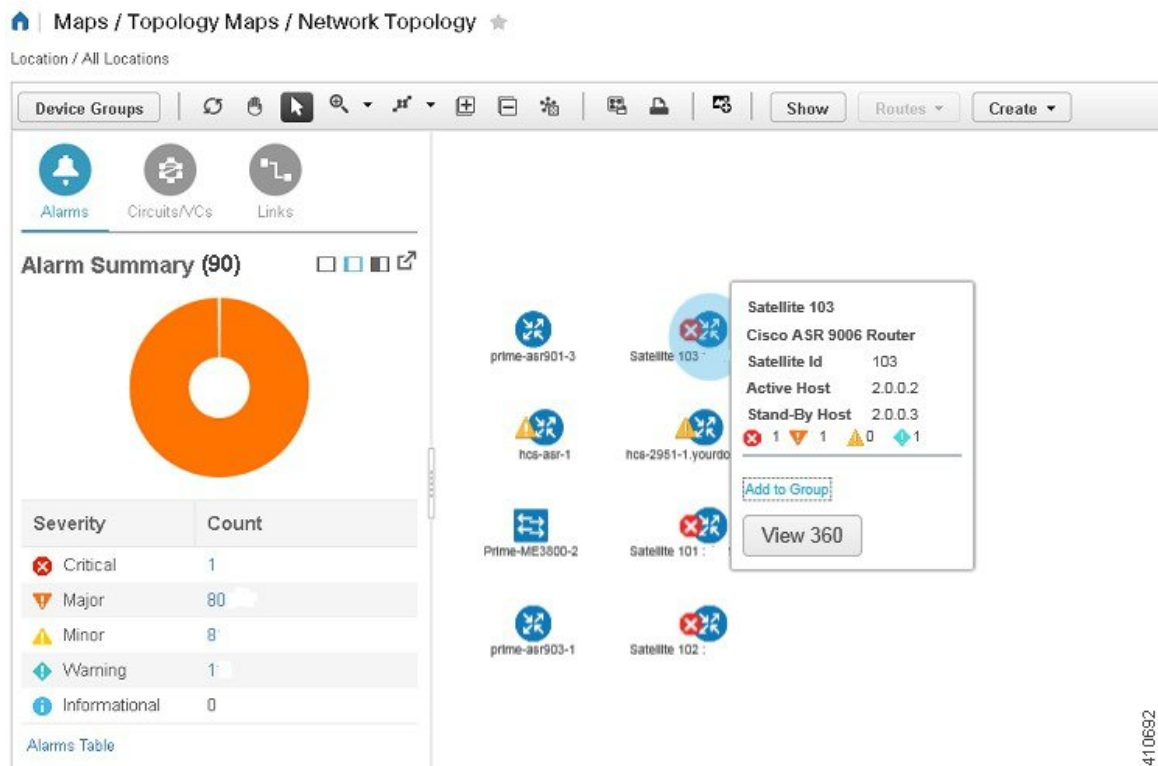 Maps / Topology Maps / Network Topology
Location / All Locations
Device Groups Show Routes Create
Alarms Circuits/VCs Links
Alarm Summary (90)
Severity Count
Critical 1
Major 80
Minor 8
Warning 1
Informational 0
Alarms Table
prime-asr901-3
Satellite 103
hcs-asr-1
hcs-2951-1.yourdo
Prime-ME3800-2
Satellite 101 :
prime-asr903-1
Satellite 102 :
Satellite 103
Cisco ASR 9006 Router
Satellite Id 103
Active Host 2.0.0.2
Stand-By Host 2.0.0.3
1 1 0 1
Add to Group
View 360
410692